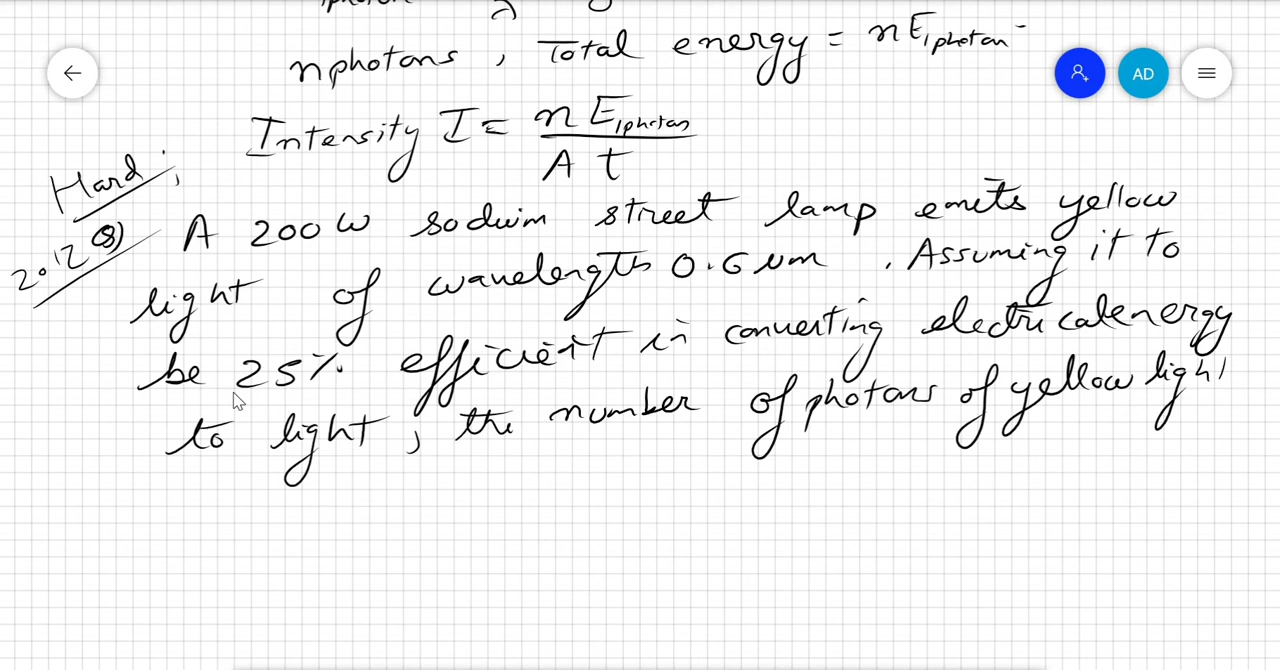 n photons, Total energy = nE1photon
AD
Intensity I = nE1photon
A t
Hard;
2012(8)
A 200W sodium street lamp emits yellow
light of wavelength 0.6 um. Assuming it to
be 25% efficient in converting electrical energy
to light, the number of photons of yellow light